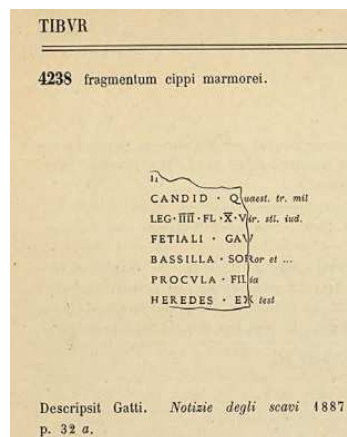 TIBVR
4238 fragmentum cippi marmorei.
CANDID · Quaest. tr. mil
LEG · I̅I̅I̅I̅ · FL · X̅ · Vir. stl. iud.
FETIALI · GAV
BASSILLA · SORor et ...
PROCVLA · FILia
HEREDES · EX test
Descripsit Gatti. Notizie degli scavi 1887
p. 32 a.